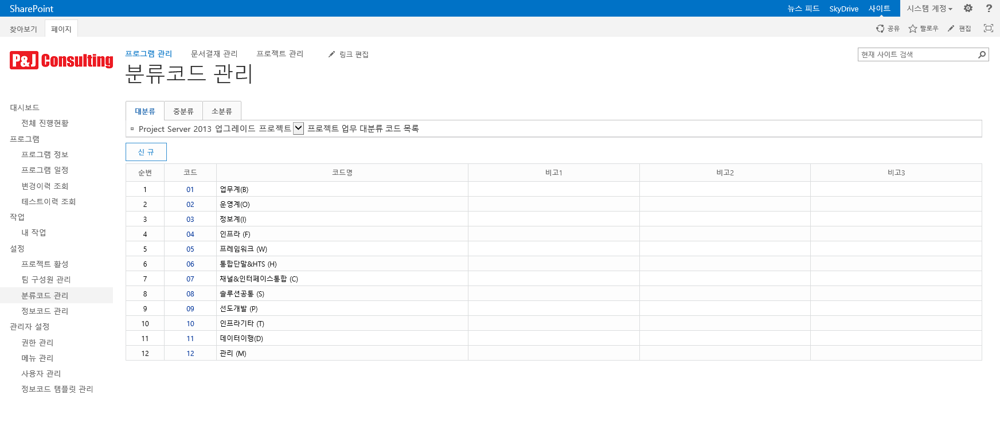 SharePoint
뉴스 피드 SkyDrive 사이트 시스템 계정 ?
찾아보기 페이지
공유 팔로우 편집
P&J Consulting
프로그램 관리 문서결재 관리 프로젝트 관리 링크 편집
현재 사이트 검색
분류코드 관리
대시보드
전체 진행현황
프로그램
프로그램 정보
프로그램 일정
변경이력 조회
테스트이력 조회
작업
내 작업
설정
프로젝트 활성
팀 구성원 관리
분류코드 관리
정보코드 관리
관리자 설정
권한 관리
메뉴 관리
사용자 관리
정보코드 템플릿 관리
대분류 중분류 소분류
Project Server 2013 업그레이드 프로젝트 프로젝트 업무 대분류 코드 목록
신 규
순번 코드 코드명 비고1 비고2 비고3
1 01 업무계(B)
2 02 운영계(O)
3 03 정보계(I)
4 04 인프라 (F)
5 05 프레임워크 (W)
6 06 통합단말&HTS (H)
7 07 채널&인터페이스통합 (C)
8 08 솔루션공통 (S)
9 09 선도개발 (P)
10 10 인프라기타 (T)
11 11 데이터이행(D)
12 12 관리 (M)